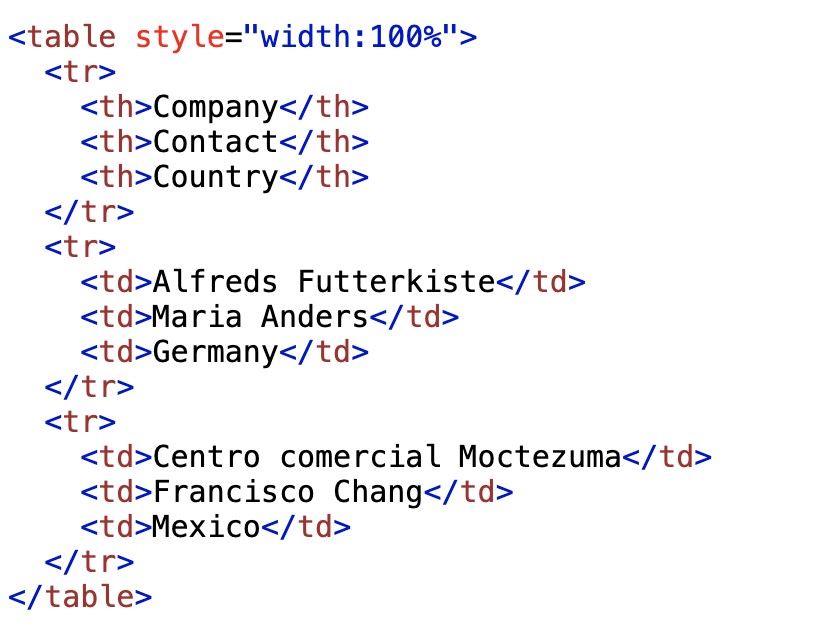 <table style="width:100%">
  <tr>
    <th>Company</th>
    <th>Contact</th>
    <th>Country</th>
  </tr>
  <tr>
    <td>Alfreds Futterkiste</td>
    <td>Maria Anders</td>
    <td>Germany</td>
  </tr>
  <tr>
    <td>Centro comercial Moctezuma</td>
    <td>Francisco Chang</td>
    <td>Mexico</td>
  </tr>
</table>